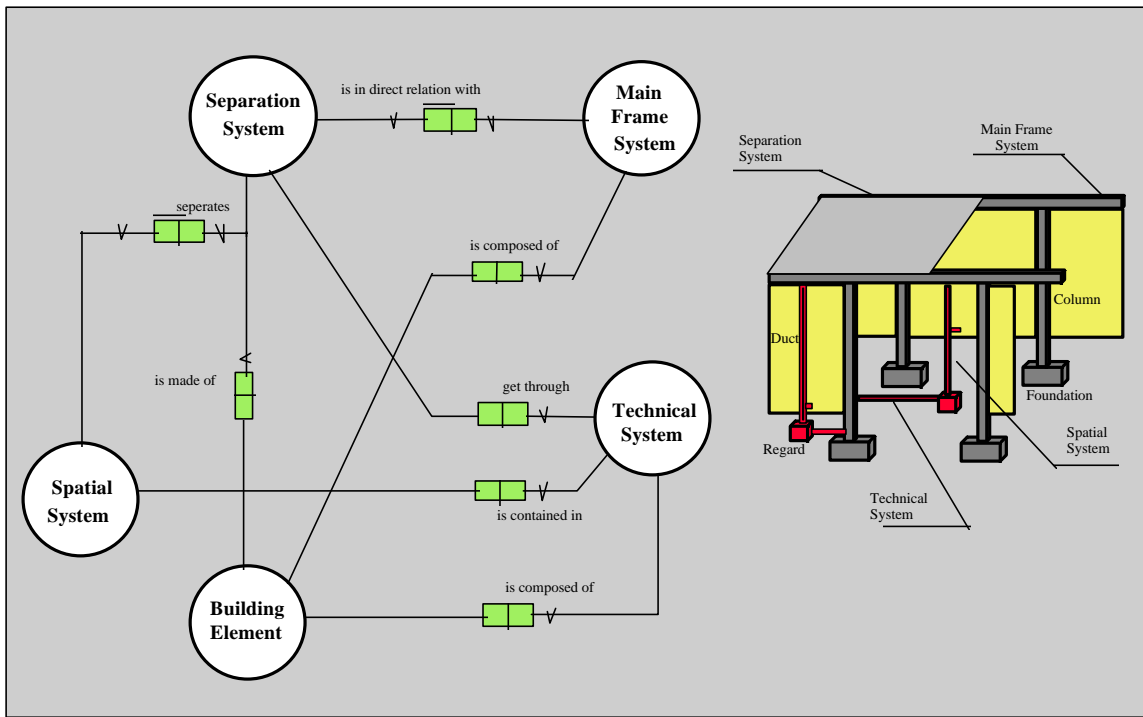 Separation
System
is in direct relation with
Main
Frame
System
seperates
is composed of
is made of
get through
Technical
System
Spatial
System
is contained in
is composed of
Building
Element
Separation
System
Main Frame
System
Column
Duct
Foundation
Regard
Spatial
System
Technical
System